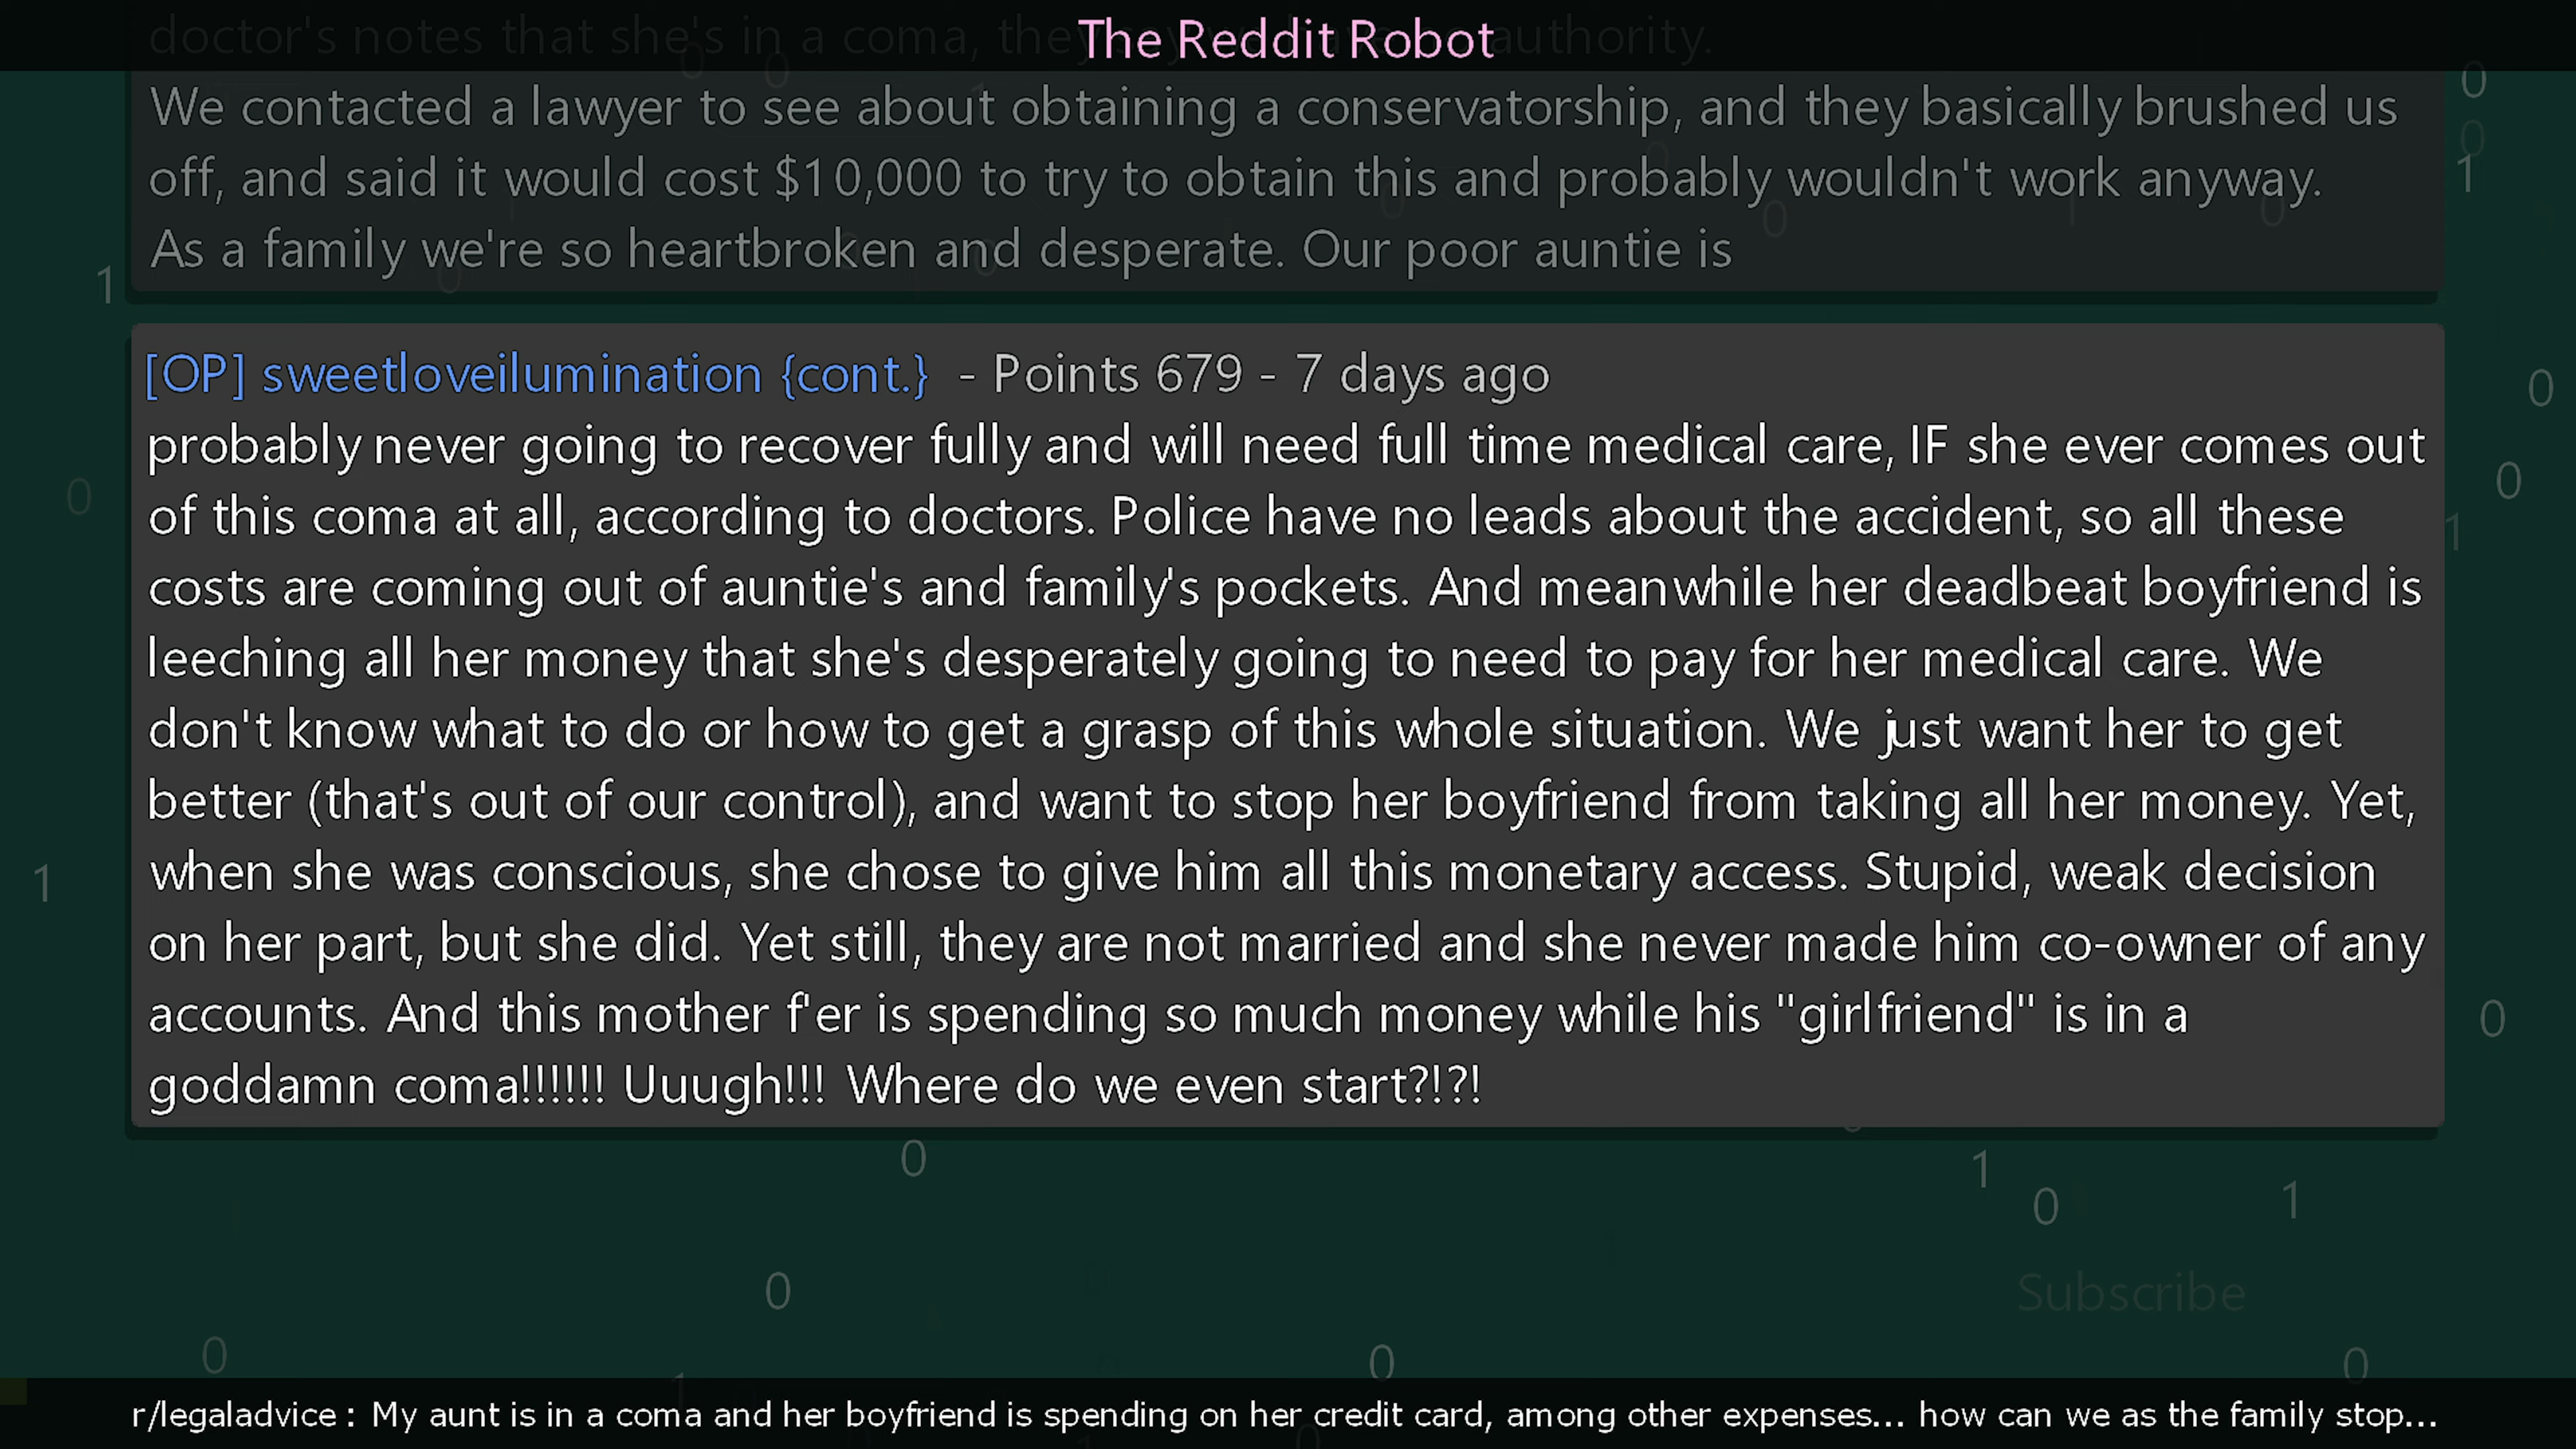 The Reddit Robot
doctor's notes that she's in a coma, they authority.
We contacted a lawyer to see about obtaining a conservatorship, and they basically brushed us
off, and said it would cost $10,000 to try to obtain this and probably wouldn't work anyway.
As a family we're so heartbroken and desperate. Our poor auntie is
[OP] sweetloveilumination {cont.} - Points 679 - 7 days ago
probably never going to recover fully and will need full time medical care, IF she ever comes out
of this coma at all, according to doctors. Police have no leads about the accident, so all these
costs are coming out of auntie's and family's pockets. And meanwhile her deadbeat boyfriend is
leeching all her money that she's desperately going to need to pay for her medical care. We
don't know what to do or how to get a grasp of this whole situation. We just want her to get
better (that's out of our control), and want to stop her boyfriend from taking all her money. Yet,
when she was conscious, she chose to give him all this monetary access. Stupid, weak decision
on her part, but she did. Yet still, they are not married and she never made him co-owner of any
accounts. And this mother f'er is spending so much money while his "girlfriend" is in a
goddamn coma!!!!!! Uuugh!!! Where do we even start?!?!
Subscribe
r/legaladvice : My aunt is in a coma and her boyfriend is spending on her credit card, among other expenses... how can we as the family stop...